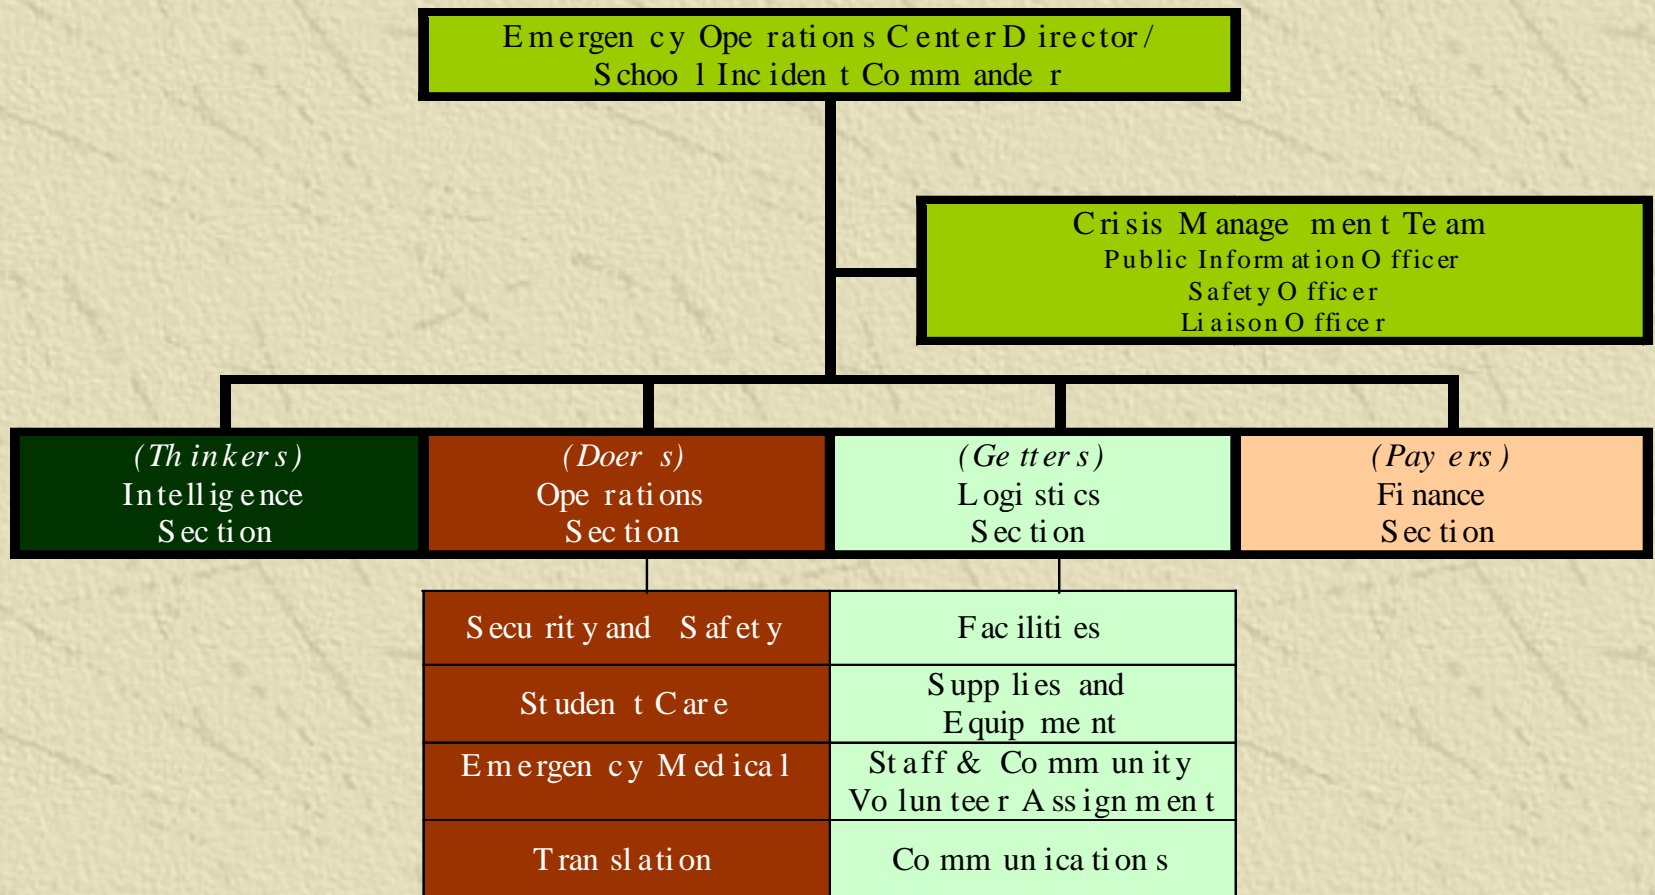 Emergency Operations Center Director/
School Incident Commander
Crisis Management Team
Public Information Officer
Safety Officer
Liaison Officer
(Thinkers)
Intelligence
Section
(Doers)
Operations
Section
(Getters)
Logistics
Section
(Payers)
Finance
Section
Security and Safety
Student Care
Emergency Medical
Translation
Facilities
Supplies and
Equipment
Staff & Community
Volunteer Assignment
Communications